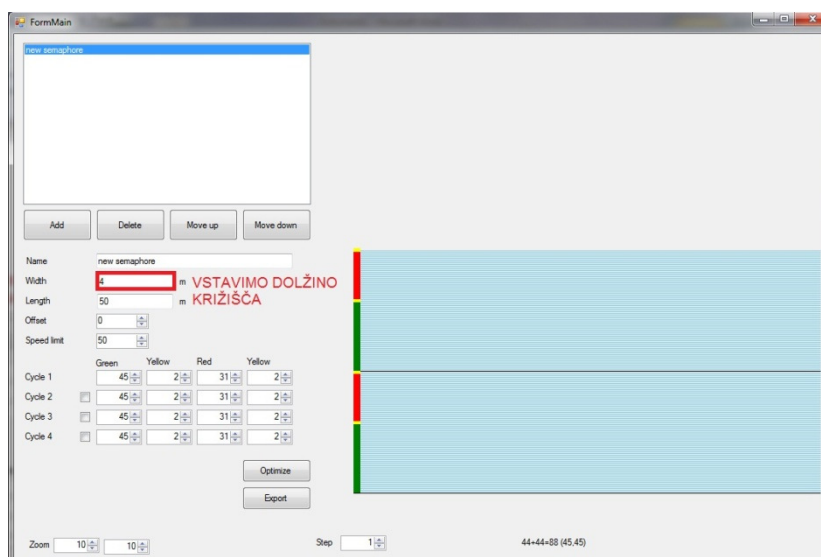 FormMain
new semaphore
Add Delete Move up Move down
Name new semaphore
Width 4 m VSTAVIMO DOLŽINO
Length 50 m KRIŽIŠČA
Offset 0
Speed limit 50
Green Yellow Red Yellow
Cycle 1 45 2 31 2
Cycle 2 45 2 31 2
Cycle 3 45 2 31 2
Cycle 4 45 2 31 2
Optimize
Export
Zoom 10 10 Step 1 44+44=88 (45,45)